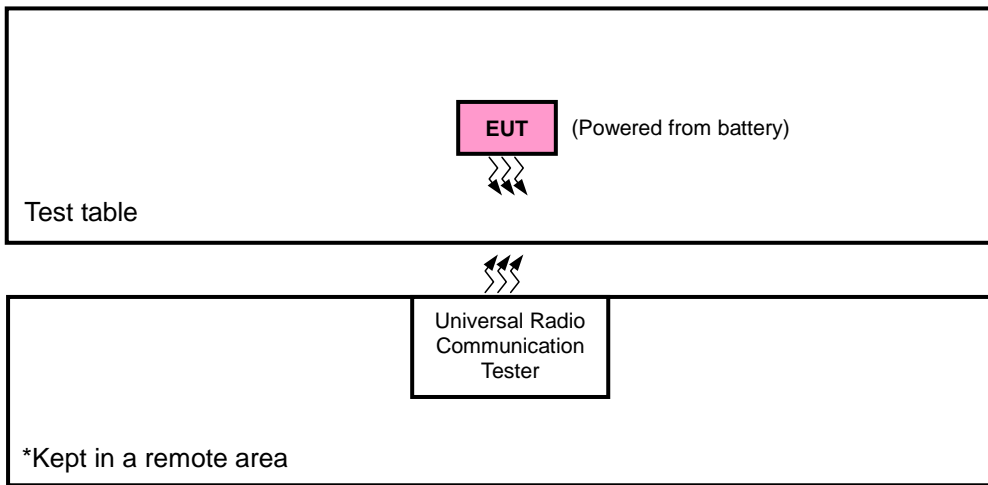 EUT
(Powered from battery)
Test table
Universal Radio
Communication
Tester
*Kept in a remote area